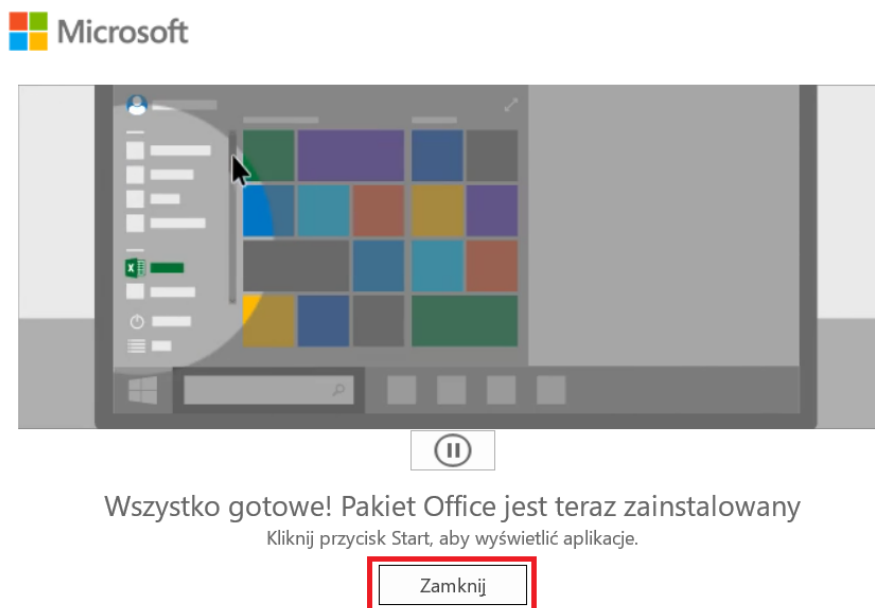 Microsoft
Wszystko gotowe! Pakiet Office jest teraz zainstalowany
Kliknij przycisk Start, aby wyświetlić aplikacje.
Zamknij